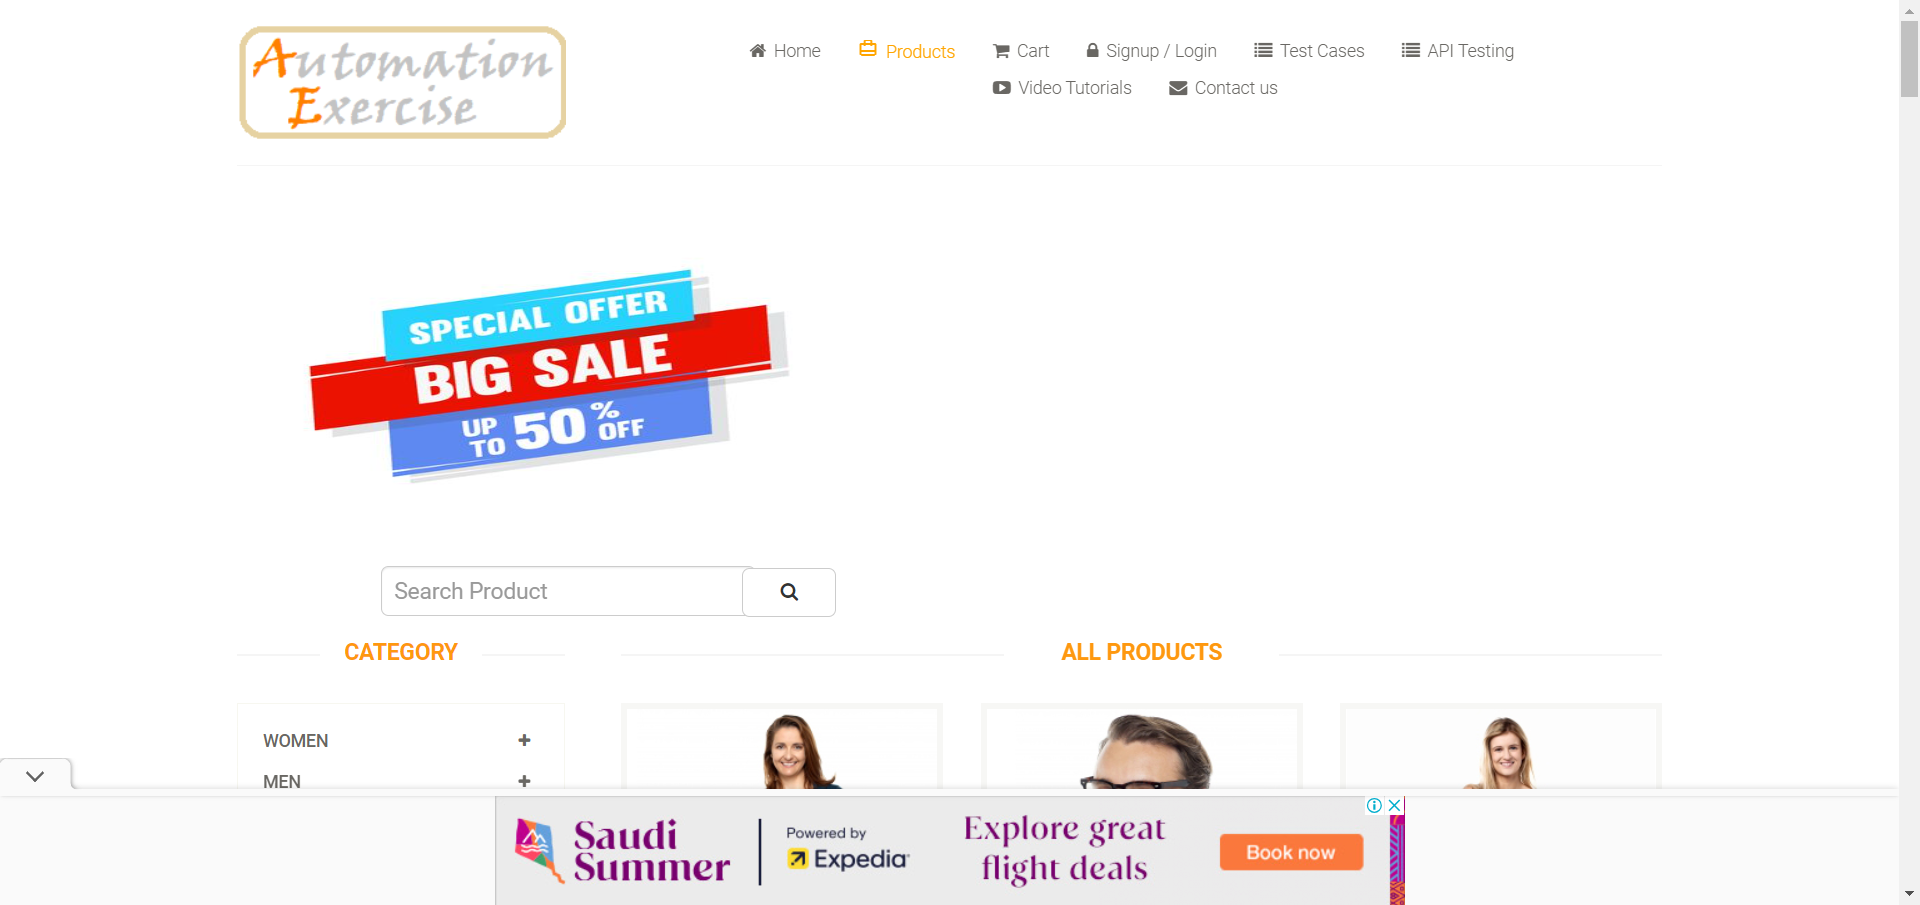 Automation
Exercise
Home
Products
Cart
Signup / Login
Test Cases
API Testing
Video Tutorials
Contact us
SPECIAL OFFER
BIG SALE
UP TO 50% OFF
Search Product
CATEGORY
ALL PRODUCTS
WOMEN
MEN
Saudi
Summer
Powered by
Expedia
Explore great
flight deals
Book now